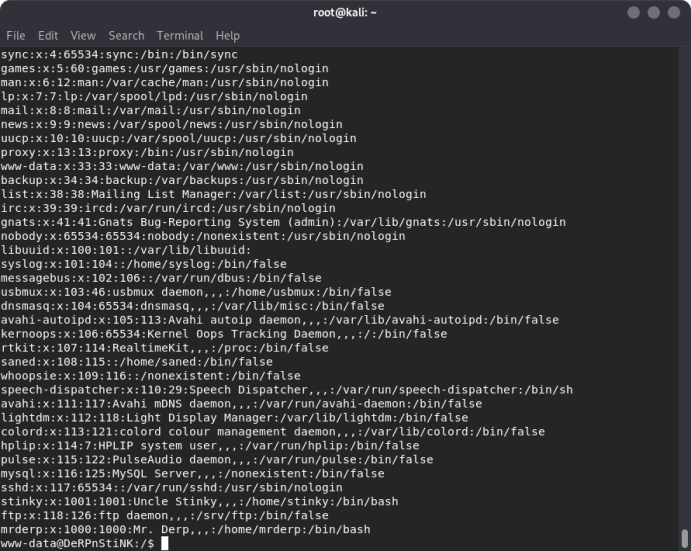 root@kali: ~
File Edit View Search Terminal Help
sync:x:4:65534:sync:/bin:/bin/sync
games:x:5:60:games:/usr/games:/usr/sbin/nologin
man:x:6:12:man:/var/cache/man:/usr/sbin/nologin
lp:x:7:7:lp:/var/spool/lpd:/usr/sbin/nologin
mail:x:8:8:mail:/var/mail:/usr/sbin/nologin
news:x:9:9:news:/var/spool/news:/usr/sbin/nologin
uucp:x:10:10:uucp:/var/spool/uucp:/usr/sbin/nologin
proxy:x:13:13:proxy:/bin:/usr/sbin/nologin
www-data:x:33:33:www-data:/var/www:/usr/sbin/nologin
backup:x:34:34:backup:/var/backups:/usr/sbin/nologin
list:x:38:38:Mailing List Manager:/var/list:/usr/sbin/nologin
irc:x:39:39:ircd:/var/run/ircd:/usr/sbin/nologin
gnats:x:41:41:Gnats Bug-Reporting System (admin):/var/lib/gnats:/usr/sbin/nologin
nobody:x:65534:65534:nobody:/nonexistent:/usr/sbin/nologin
libuuid:x:100:101::/var/lib/libuuid:
syslog:x:101:104::/home/syslog:/bin/false
messagebus:x:102:106::/var/run/dbus:/bin/false
usbmux:x:103:46:usbmux daemon,,,:/home/usbmux:/bin/false
dnsmasq:x:104:65534:dnsmasq,,,:/var/lib/misc:/bin/false
avahi-autoipd:x:105:113:Avahi autoip daemon,,,:/var/lib/avahi-autoipd:/bin/false
kernoops:x:106:65534:Kernel Oops Tracking Daemon,,,:/:/bin/false
rtkit:x:107:114:RealtimeKit,,,:/proc:/bin/false
saned:x:108:115::/home/saned:/bin/false
whoopsie:x:109:116::/nonexistent:/bin/false
speech-dispatcher:x:110:29:Speech Dispatcher,,,:/var/run/speech-dispatcher:/bin/sh
avahi:x:111:117:Avahi mDNS daemon,,,:/var/run/avahi-daemon:/bin/false
lightdm:x:112:118:Light Display Manager:/var/lib/lightdm:/bin/false
colord:x:113:121:colord colour management daemon,,,:/var/lib/colord:/bin/false
hplip:x:114:7:HPLIP system user,,,:/var/run/hplip:/bin/false
pulse:x:115:122:PulseAudio daemon,,,:/var/run/pulse:/bin/false
mysql:x:116:125:MySQL Server,,,:/nonexistent:/bin/false
sshd:x:117:65534::/var/run/sshd:/usr/sbin/nologin
stinky:x:1001:1001:Uncle Stinky,,,:/home/stinky:/bin/bash
ftp:x:118:126:ftp daemon,,,:/srv/ftp:/bin/false
mrderp:x:1000:1000:Mr. Derp,,,:/home/mrderp:/bin/bash
www-data@DeRPnStiNK:/$